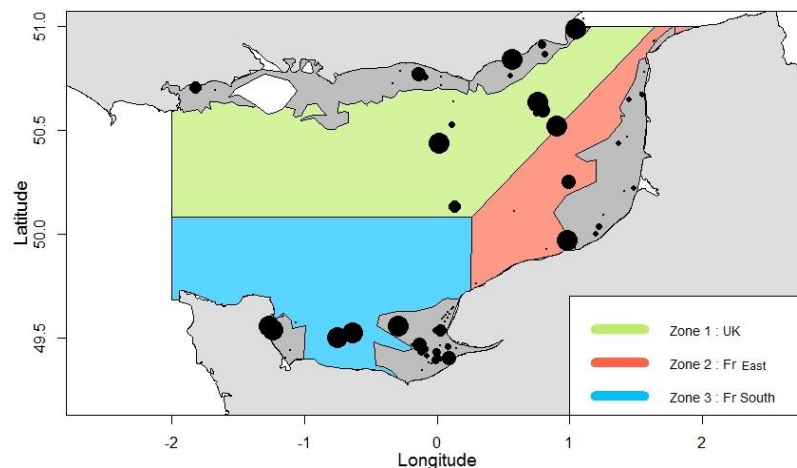 51.0
50.5
50.0
49.5
Latitude
-2 -1 0 1 2
Longitude
Zone 1 : UK
Zone 2 : Fr East
Zone 3 : Fr South